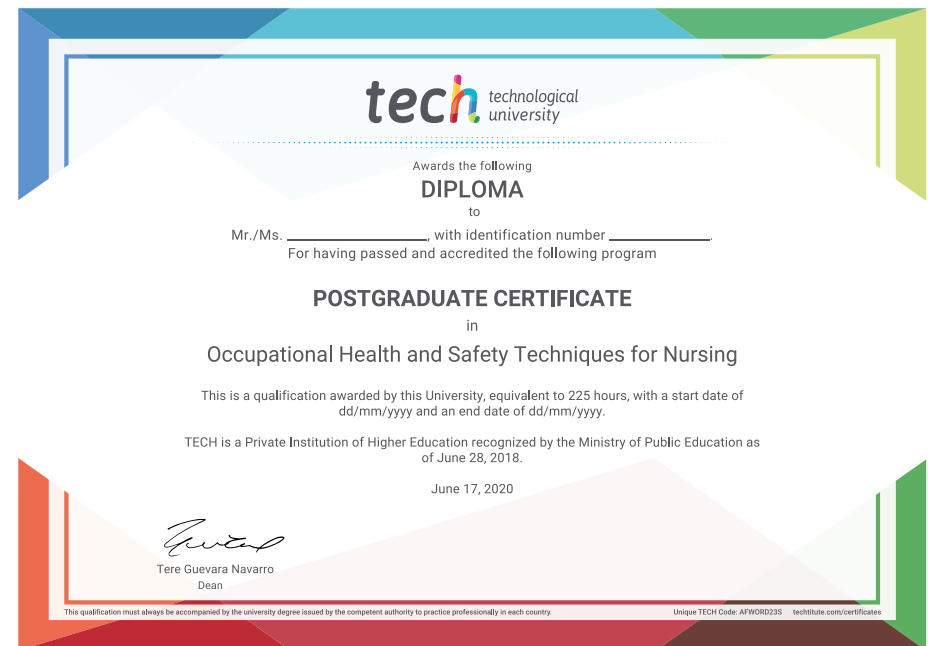 tech technological
university
Awards the following
DIPLOMA
to
Mr./Ms. ____________________, with identification number ______________.
For having passed and accredited the following program
POSTGRADUATE CERTIFICATE
in
Occupational Health and Safety Techniques for Nursing
This is a qualification awarded by this University, equivalent to 225 hours, with a start date of
dd/mm/yyyy and an end date of dd/mm/yyyy.
TECH is a Private Institution of Higher Education recognized by the Ministry of Public Education as
of June 28, 2018.
June 17, 2020
Tere Guevara Navarro
Dean
This qualification must always be accompanied by the university degree issued by the competent authority to practice professionally in each country. Unique TECH Code: AFWORD23S techtitute.com/certificates